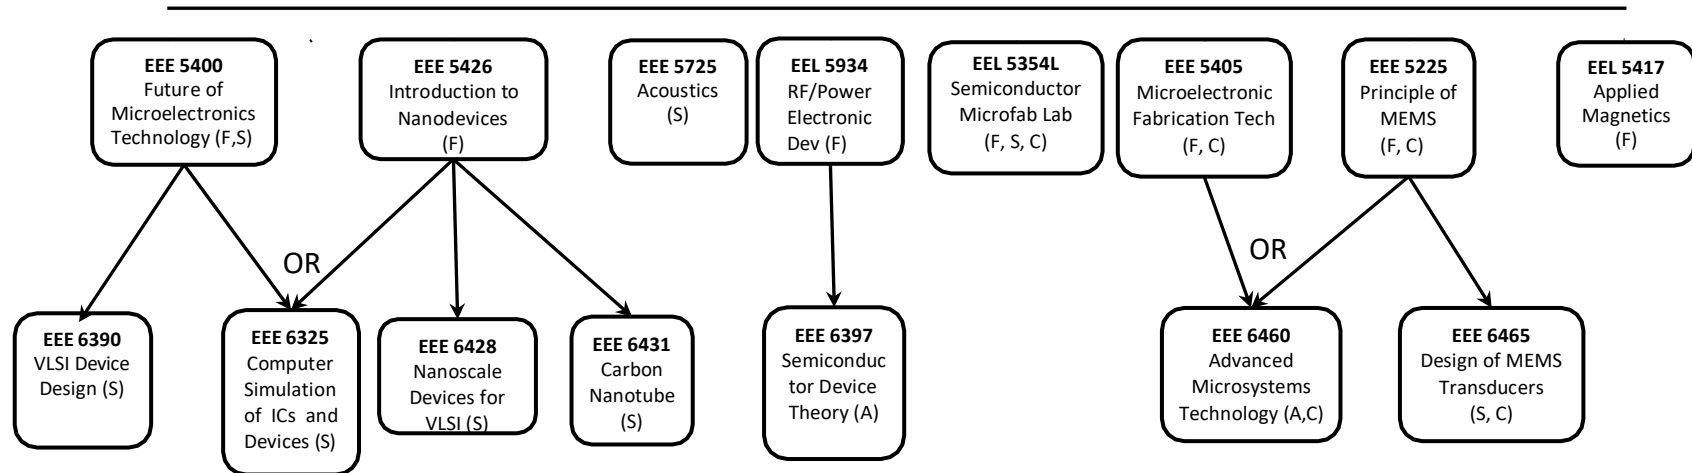 EEE 5400
Future of
Microelectronics
Technology (F,S)
EEE 5426
Introduction to
Nanodevices
(F)
EEE 5725
Acoustics
(S)
EEL 5934
RF/Power
Electronic
Dev (F)
EEL 5354L
Semiconductor
Microfab Lab
(F, S, C)
EEE 5405
Microelectronic
Fabrication Tech
(F, C)
EEE 5225
Principle of
MEMS
(F, C)
EEL 5417
Applied
Magnetics
(F)
OR
OR
EEE 6390
VLSI Device
Design (S)
EEE 6325
Computer
Simulation
of ICs and
Devices (S)
EEE 6428
Nanoscale
Devices for
VLSI (S)
EEE 6431
Carbon
Nanotube
(S)
EEE 6397
Semiconduc
tor Device
Theory (A)
EEE 6460
Advanced
Microsystems
Technology (A,C)
EEE 6465
Design of MEMS
Transducers
(S, C)